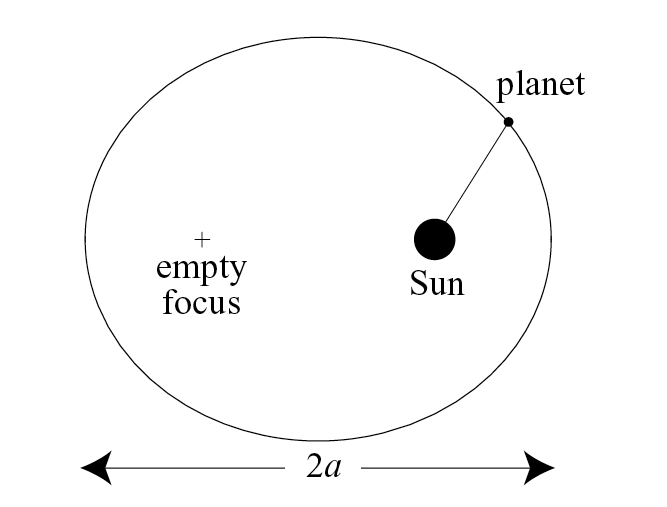 planet
empty
focus
Sun
2a